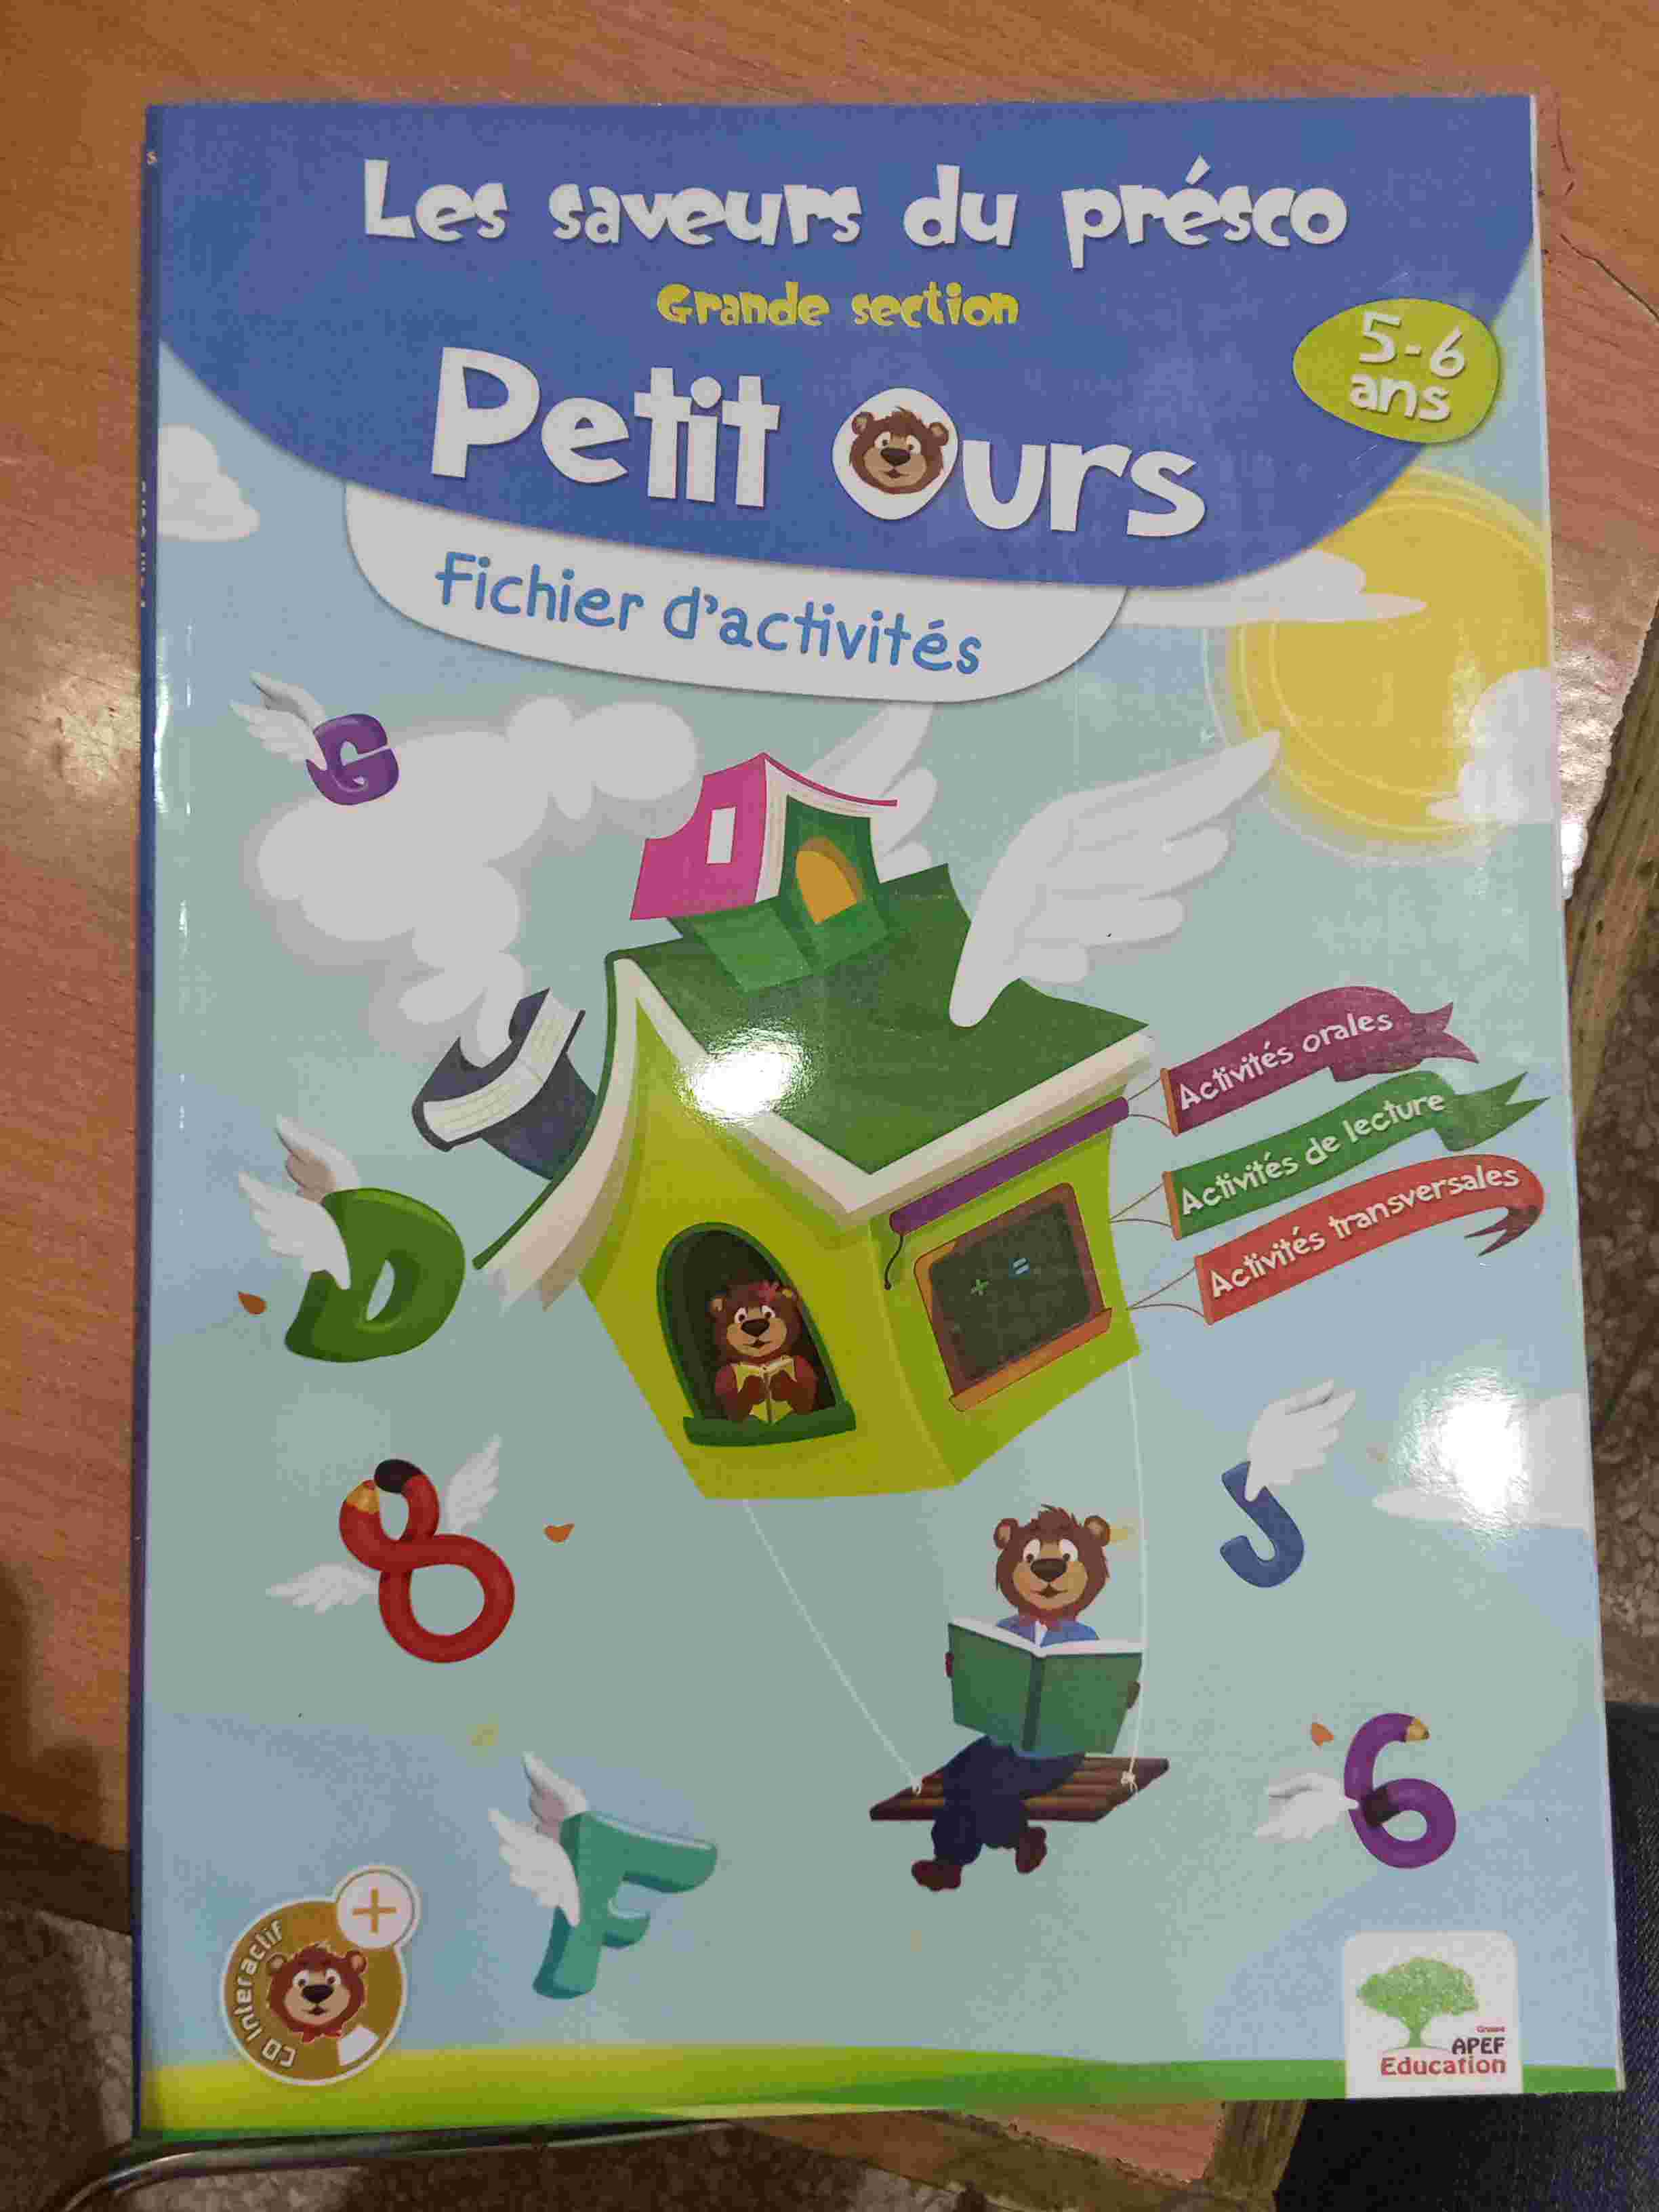 Les saveurs du présco
Grande section
5-6
ans
Petit Ours
Fichier d'activités
G
Activités orales
Activités de lecture
Activités transversales
D
+ =
8
J
F
6
+
CD Interactif
Groupe
APEF
Education